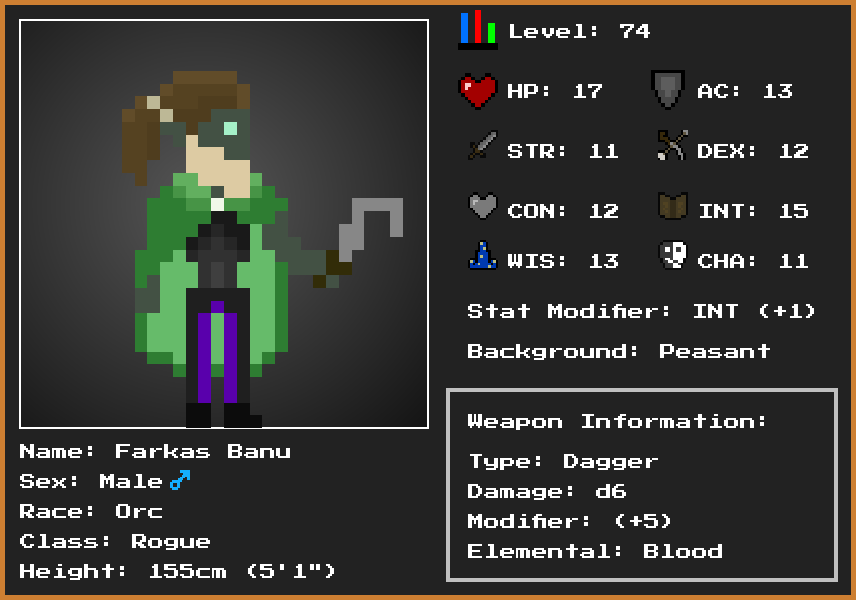 Level: 74
HP: 17
AC: 13
STR: 11
DEX: 12
CON: 12
INT: 15
WIS: 13
CHA: 11
Stat Modifier: INT (+1)
Background: Peasant
Weapon Information:
Type: Dagger
Damage: d6
Modifier: (+5)
Elemental: Blood
Name: Farkas Banu
Sex: Male♂
Race: Orc
Class: Rogue
Height: 155cm (5'1")